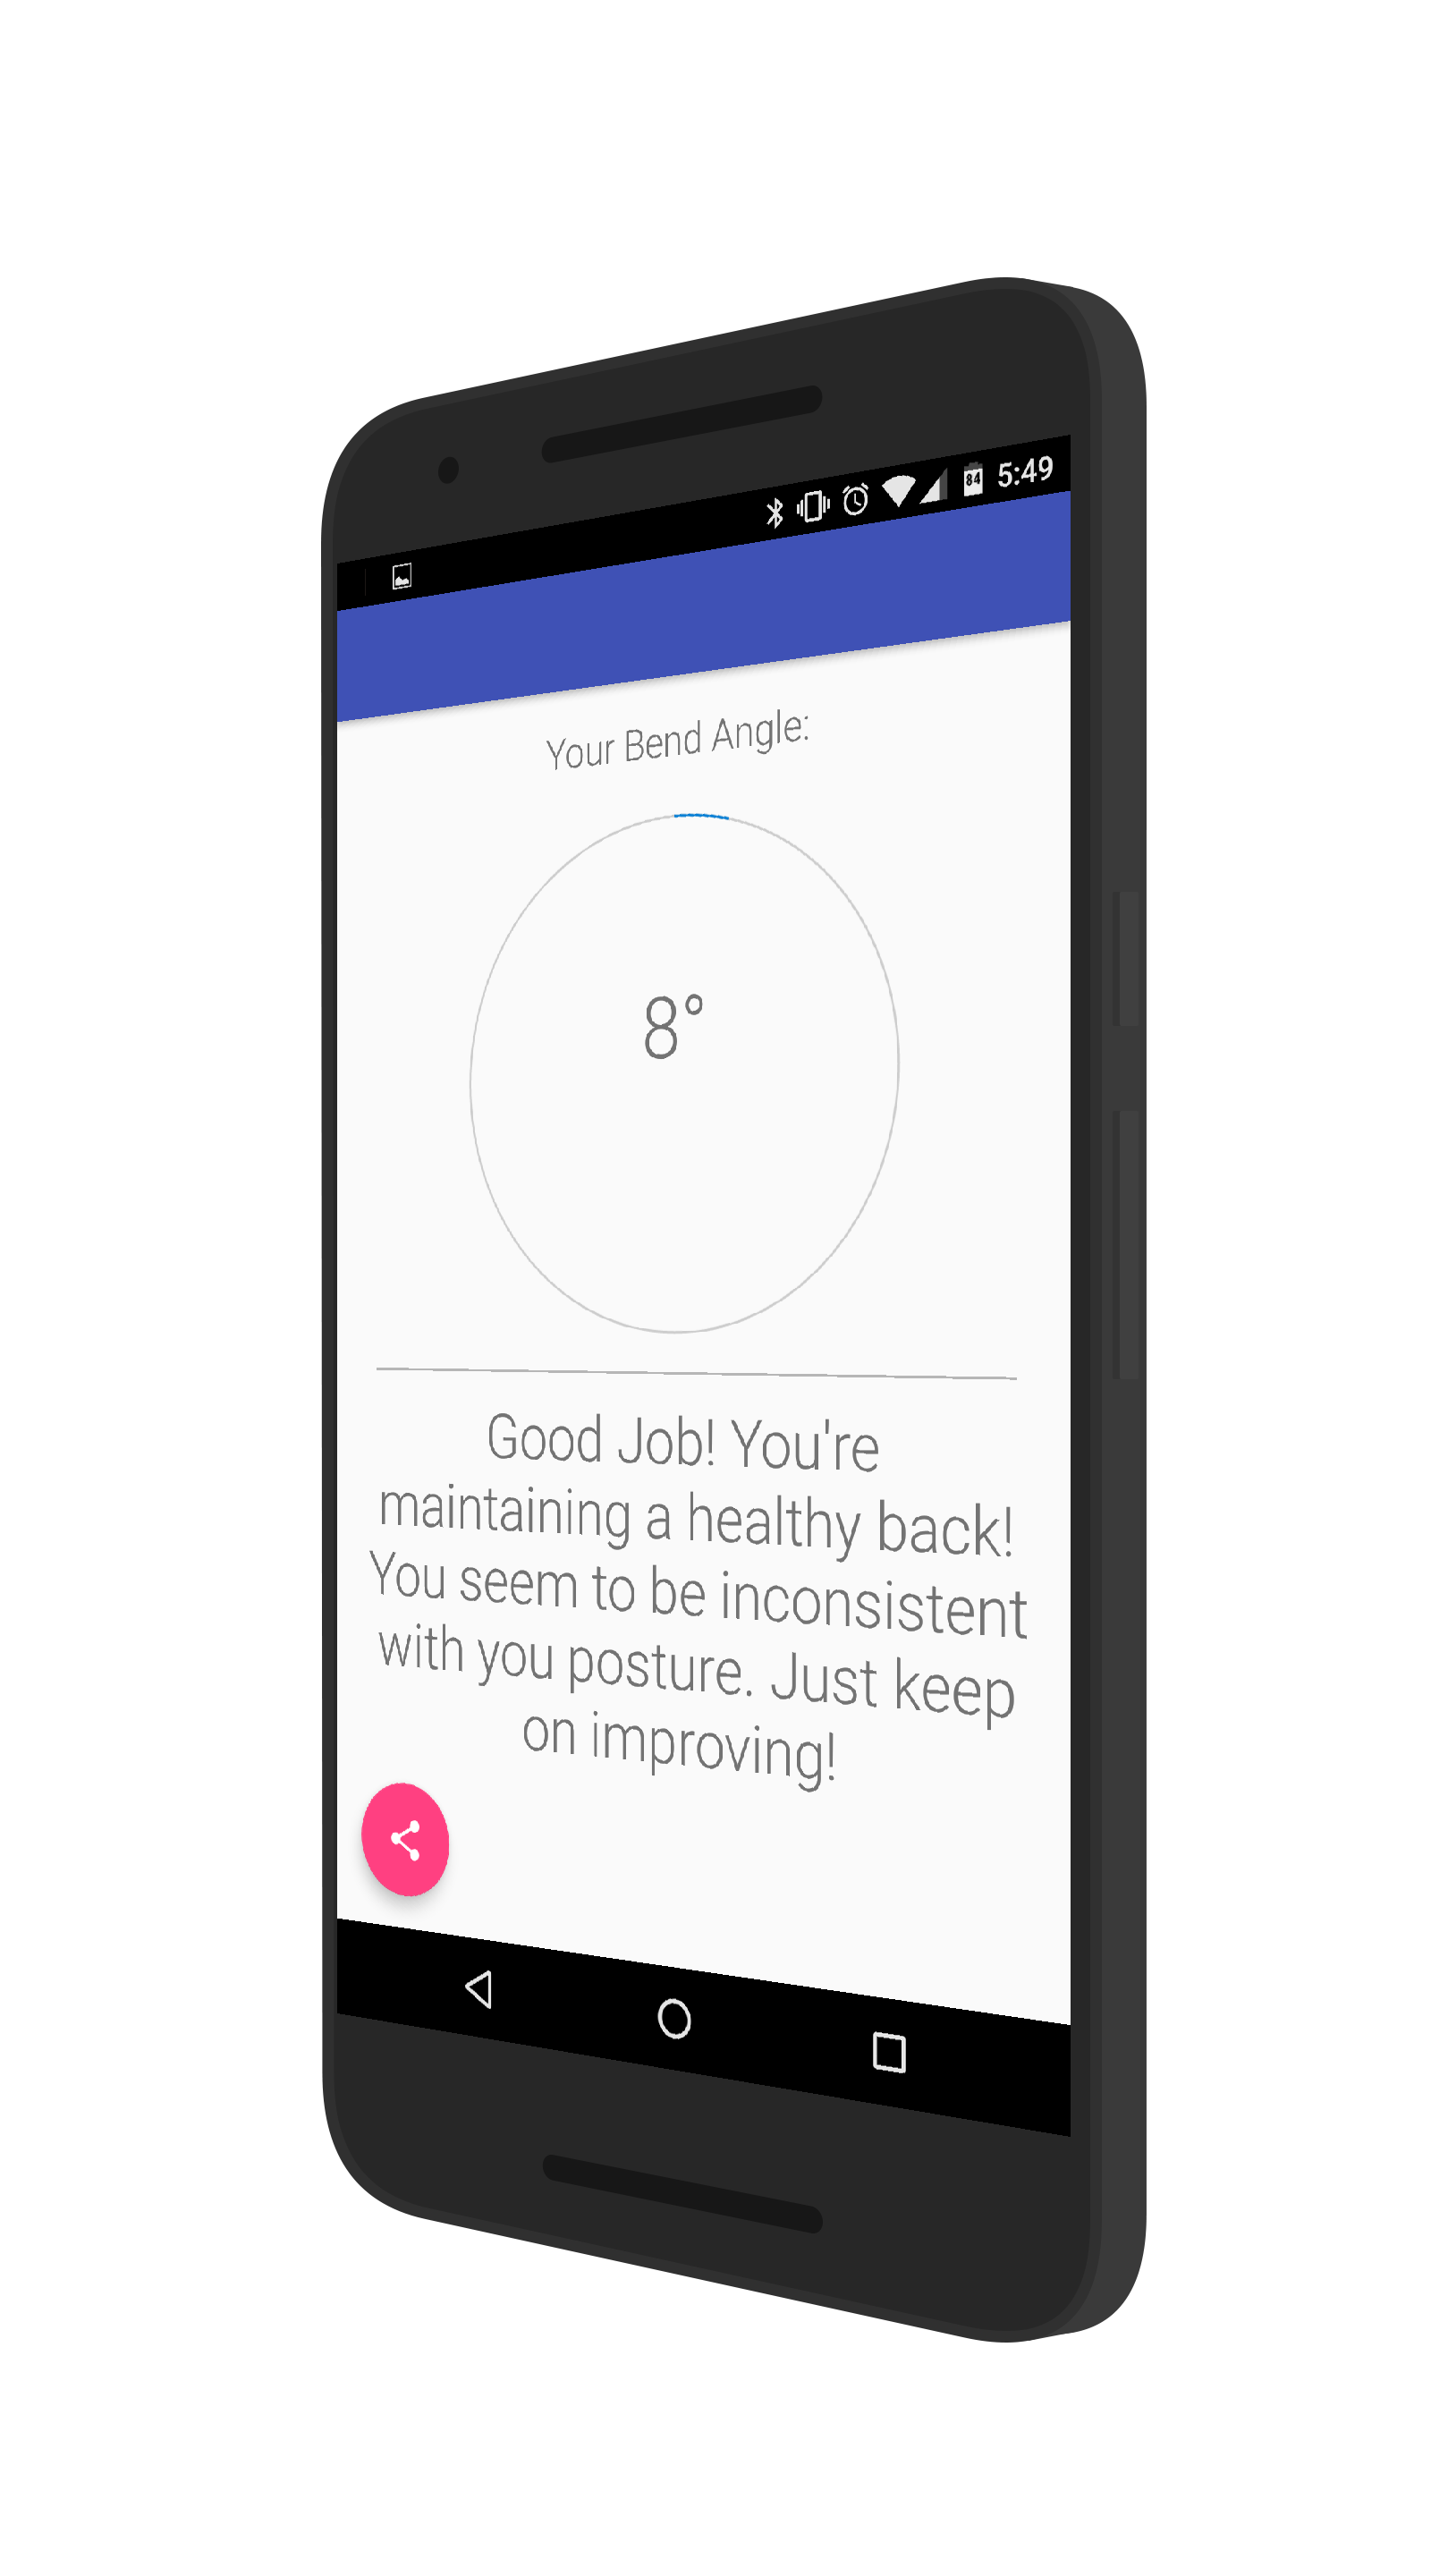 84 5:49
Your Bend Angle:
8°
Good Job! You're
maintaining a healthy back!
You seem to be inconsistent
with you posture. Just keep
on improving!